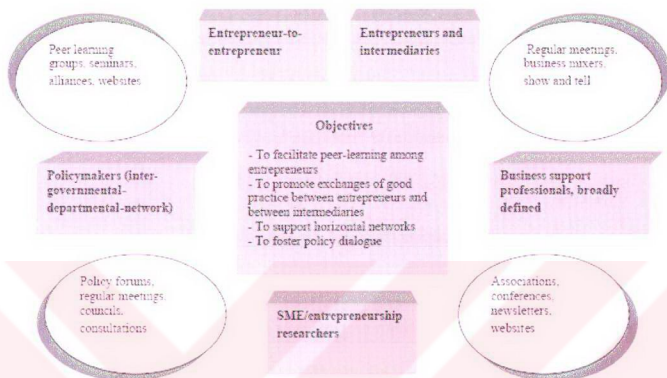 Peer learning
groups, seminars,
alliances, websites
Entrepreneur-to-
entrepreneur
Entrepreneurs and
intermediaries
Regular meetings,
business mixers,
show and tell
Objectives
- To facilitate peer-learning among
entrepreneurs
- To promote exchanges of good
practice between entrepreneurs and
between intermediaries
- To support horizontal networks
- To foster policy dialogue
Policymakers (inter-
governmental-
departmental-network)
Business support
professionals, broadly
defined
Policy forums,
regular meetings,
councils,
consultations
SME/entrepreneurship
researchers
Associations,
conferences,
newsletters,
websites